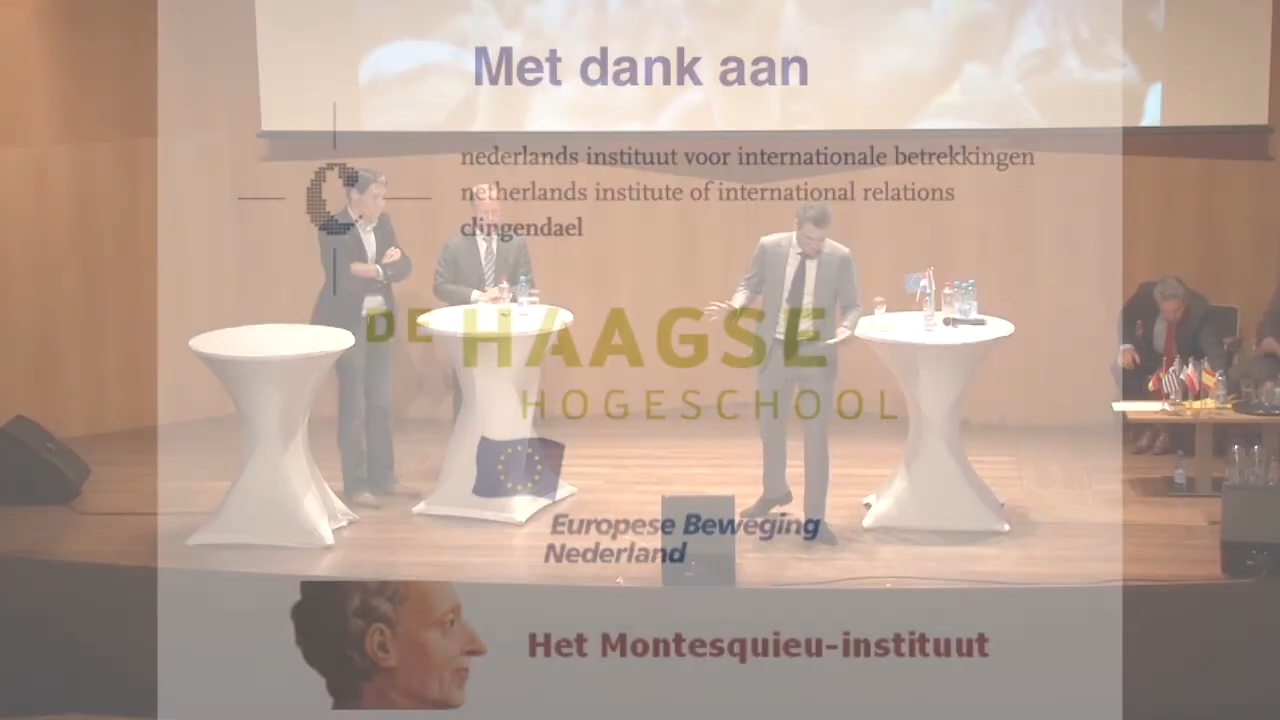 Met dank aan
nederlands instituut voor internationale betrekkingen
netherlands institute of international relations
clingendael
DE HAAGSE
HOGESCHOOL
Europese Beweging
Nederland
Het Montesquieu-instituut